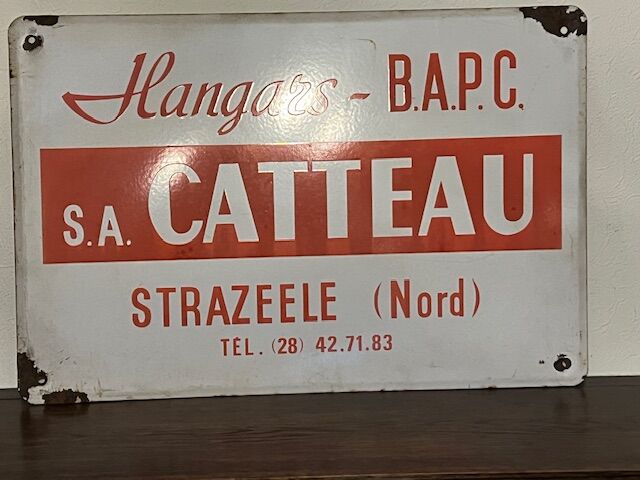 Hangars - B.A.P.C.
S.A. CATTEAU
STRAZEELE (Nord)
TÉL. (28) 42.71.83